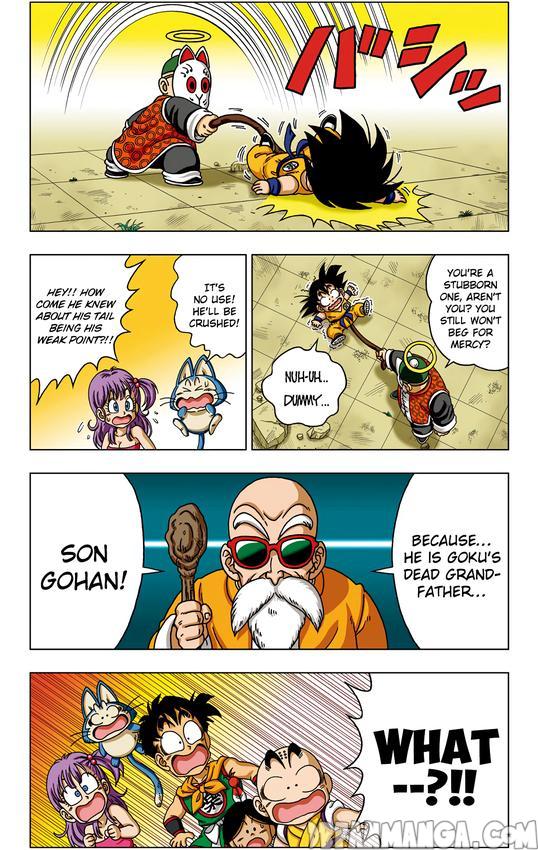 バシッ
YOU'RE A
STUBBORN
ONE, AREN'T
YOU? YOU
STILL WON'T
BEG FOR
MERCY?
NUH-UH...
DUMMY...
IT'S
NO USE!
HE'LL BE
CRUSHED!
HEY!! HOW
COME HE KNEW
ABOUT HIS TAIL
BEING HIS
WEAK POINT?!!
BECAUSE...
HE IS GOKU'S
DEAD GRAND-
FATHER...
SON
GOHAN!
WHAT
--?!!
MANGA.COM